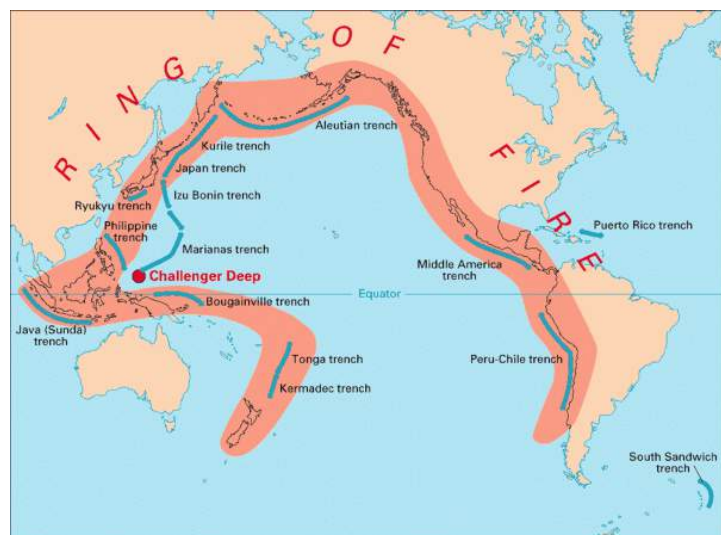 RING OF FIRE
Aleutian trench
Kurile trench
Japan trench
Izu Bonin trench
Ryukyu trench
Philippine
trench
Marianas trench
Challenger Deep
Bougainville trench
Equator
Java (Sunda)
trench
Tonga trench
Kermadec trench
Puerto Rico trench
Middle America
trench
Peru-Chile trench
South Sandwich
trench